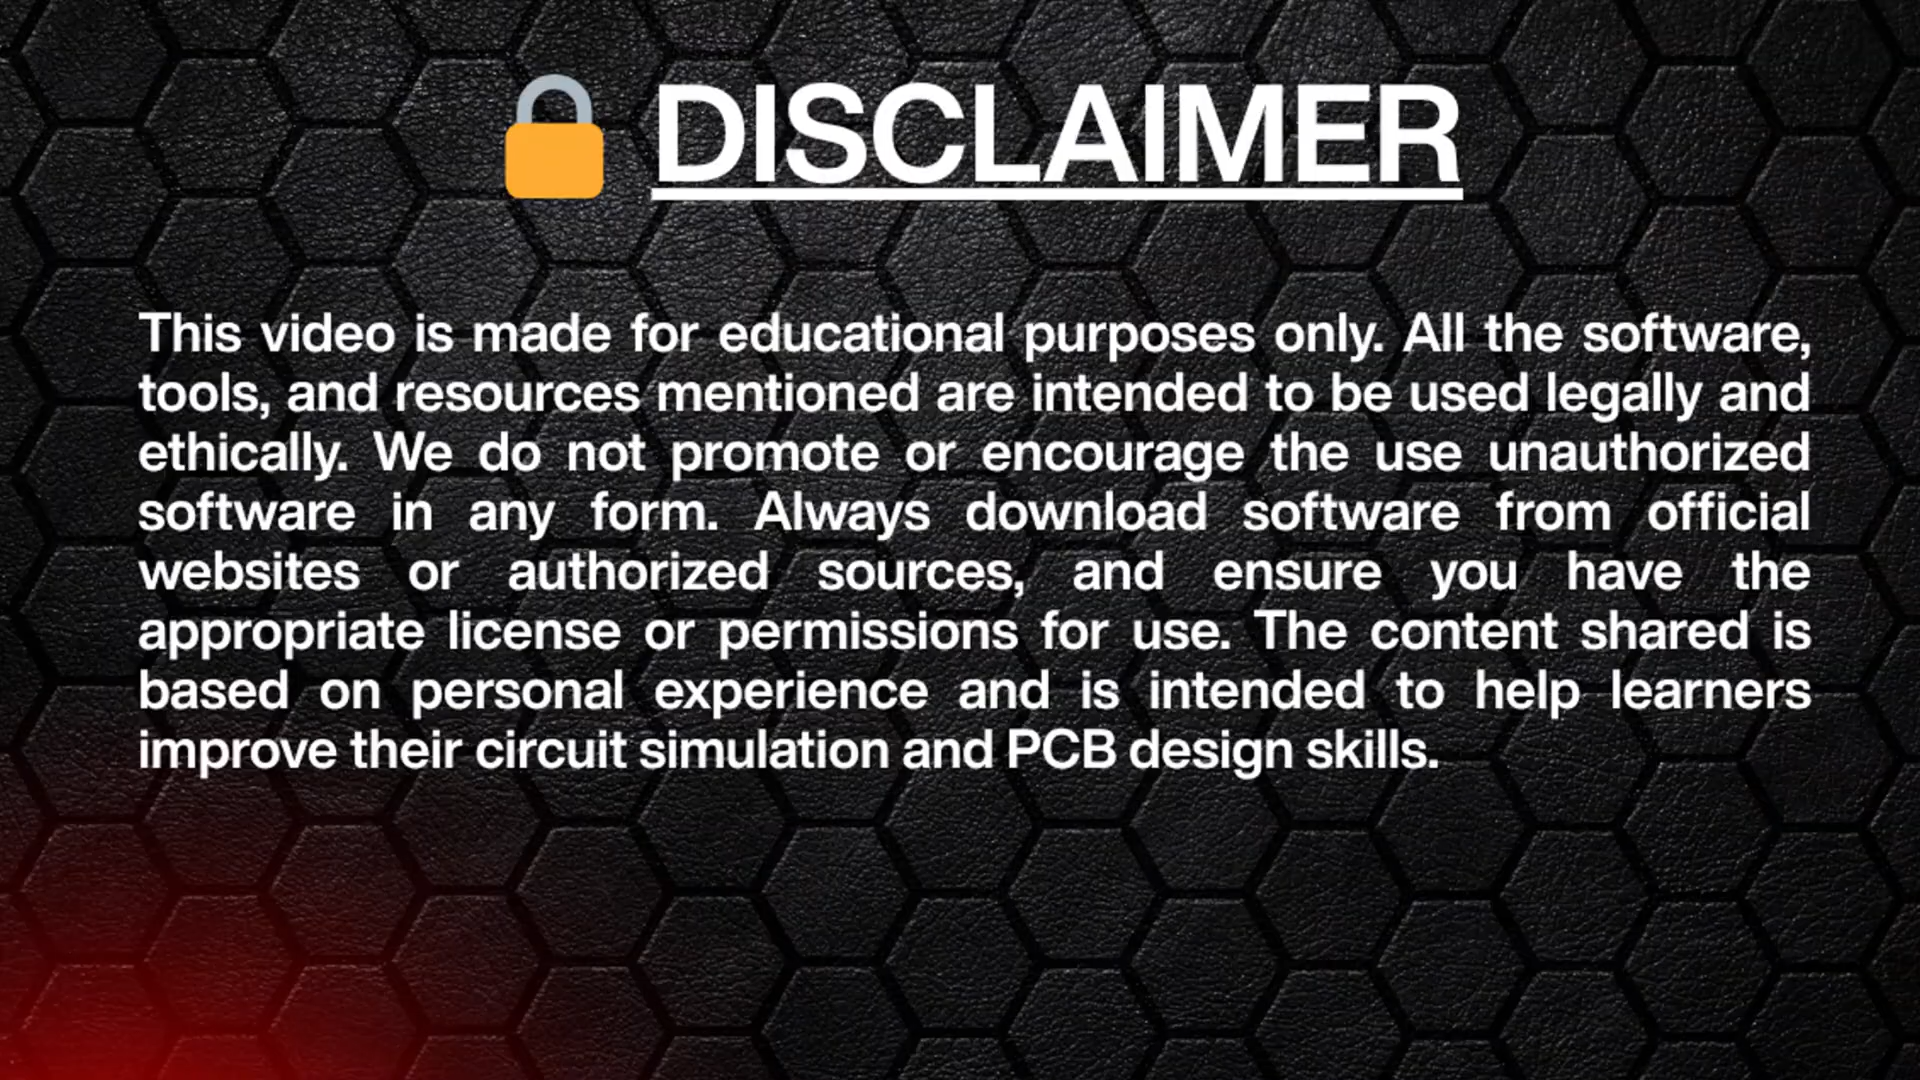 DISCLAIMER
This video is made for educational purposes only. All the software,
tools, and resources mentioned are intended to be used legally and
ethically. We do not promote or encourage the use unauthorized
software in any form. Always download software from official
websites or authorized sources, and ensure you have the
appropriate license or permissions for use. The content shared is
based on personal experience and is intended to help learners
improve their circuit simulation and PCB design skills.